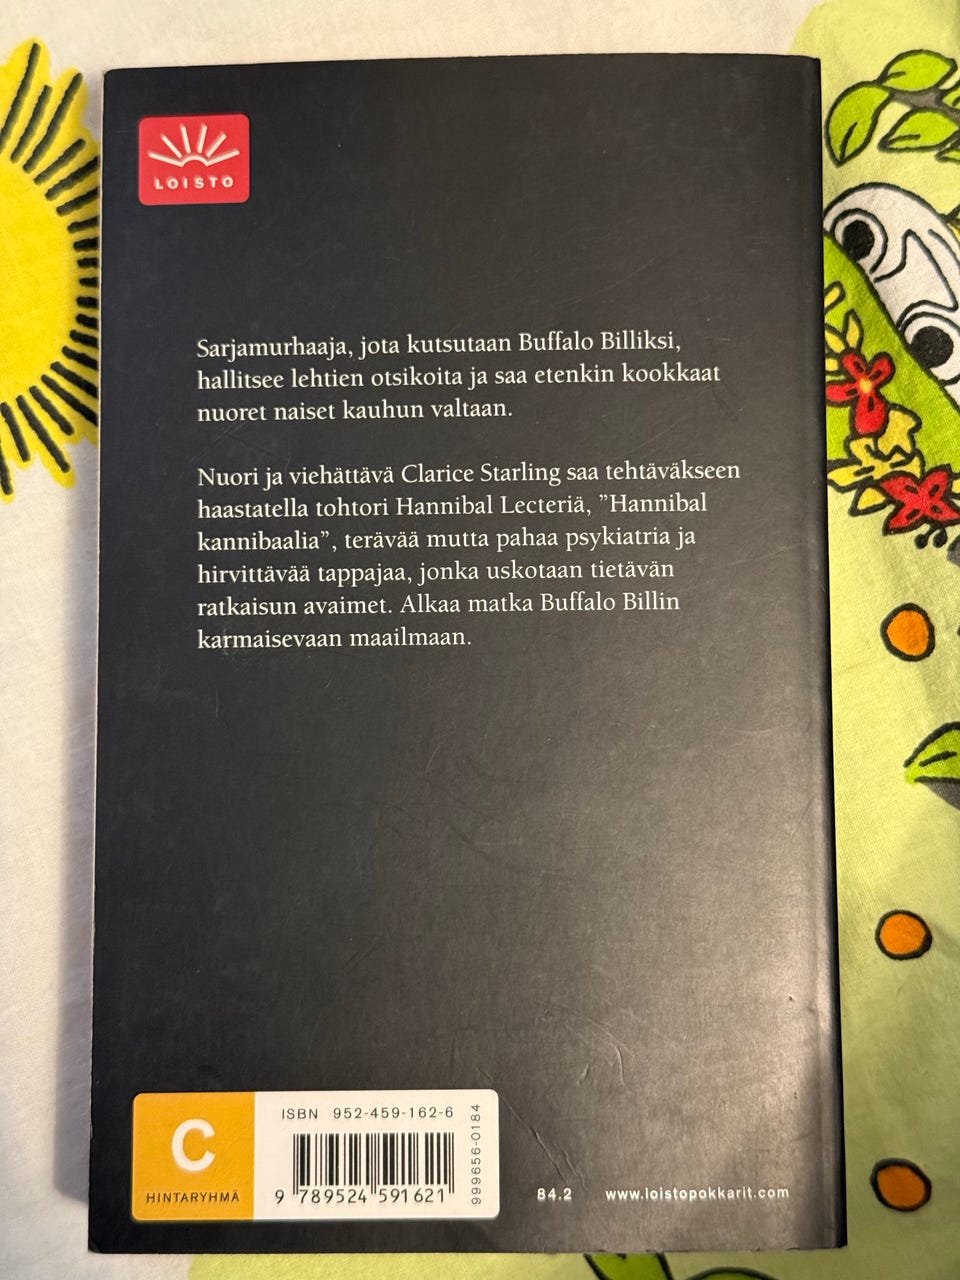 LOISTO
Sarjamurhaaja, jota kutsutaan Buffalo Billiksi,
hallitsee lehtien otsikoita ja saa etenkin kookkaat
nuoret naiset kauhun valtaan.
Nuori ja viehättävä Clarice Starling saa tehtäväkseen
haastatella tohtori Hannibal Lecteriä, ”Hannibal
kannibaalia”, terävää mutta pahaa psykiatria ja
hirvittävää tappajaa, jonka uskotaan tietävän
ratkaisun avaimet. Alkaa matka Buffalo Billin
karmaisevaan maailmaan.
C
HINTARYHMÄ
ISBN 952-459-162-6
9 789524 591621
999656-0184
84.2
www.loistopokkarit.com